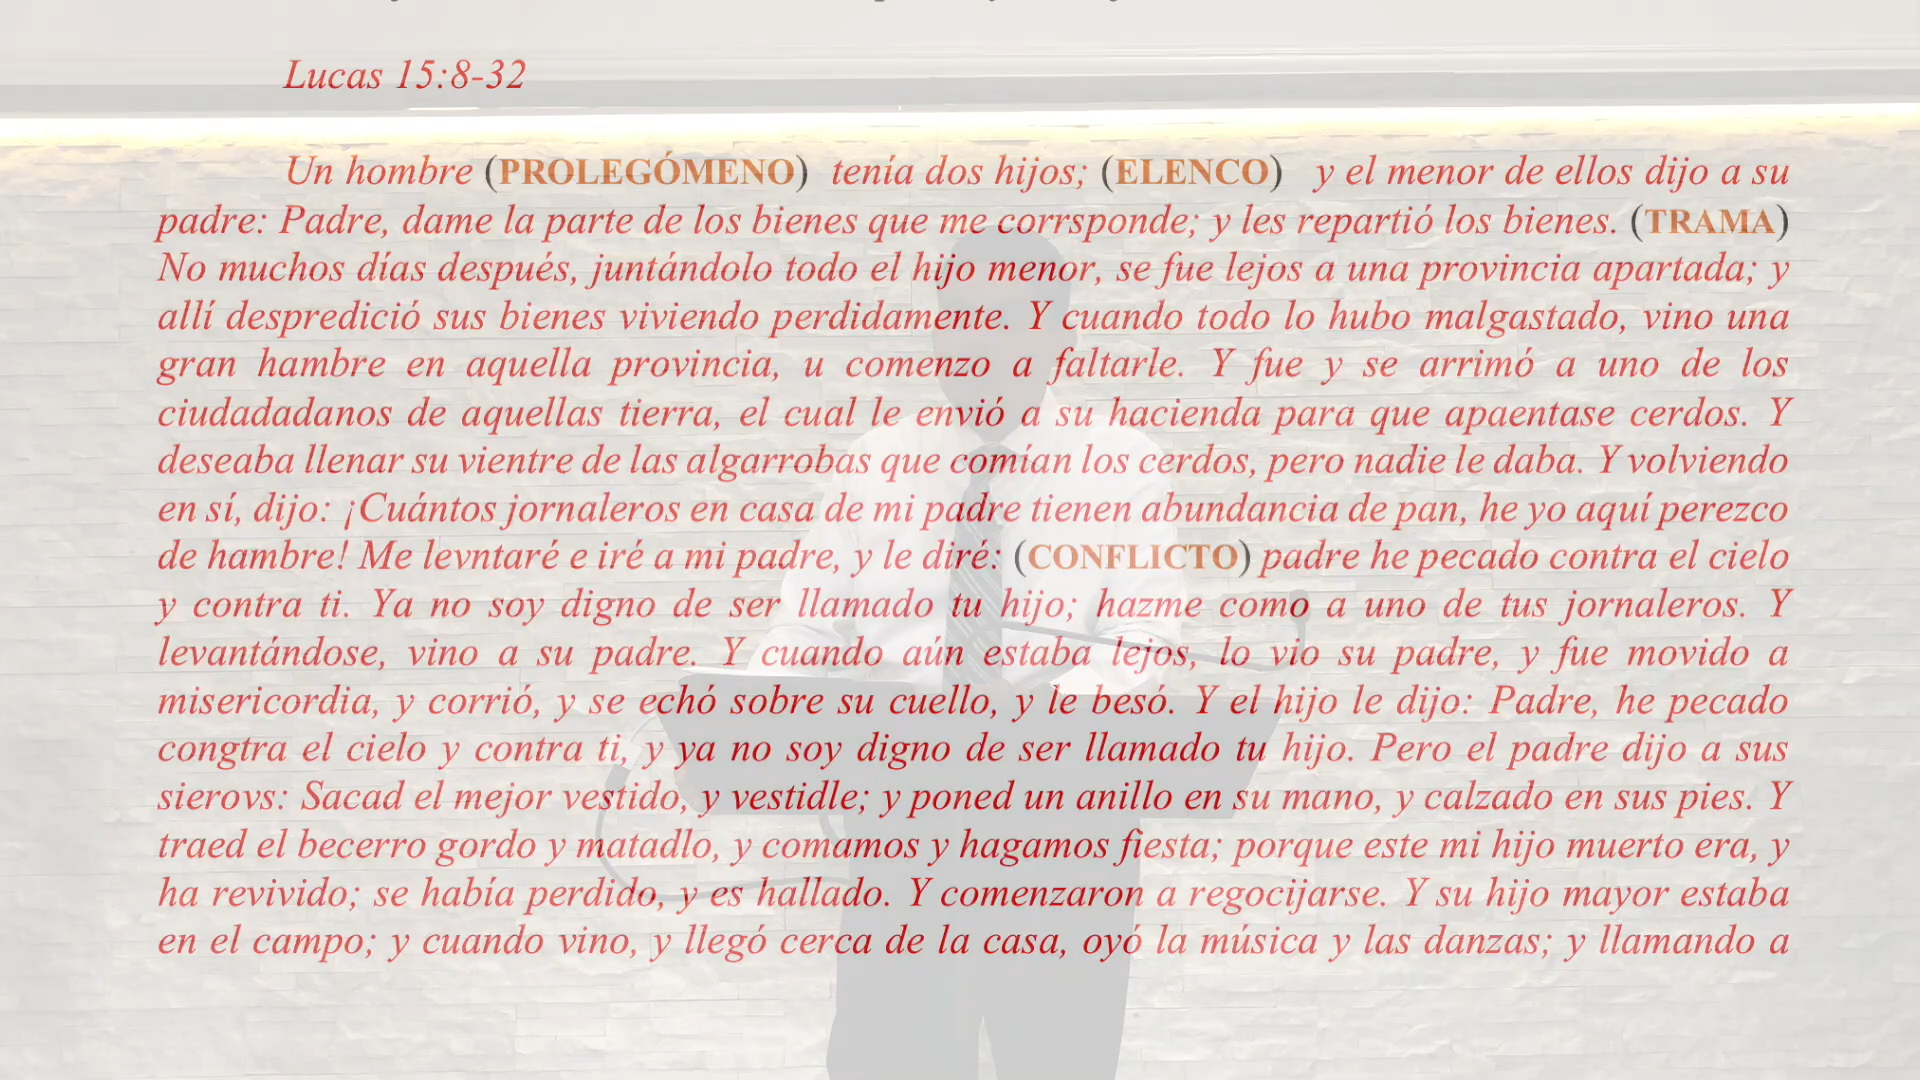 Lucas 15:8-32
Un hombre (PROLEGÓMENO) tenía dos hijos; (ELENCO) y el menor de ellos dijo a su
padre: Padre, dame la parte de los bienes que me corrsponde; y les repartió los bienes. (TRAMA)
No muchos días después, juntándolo todo el hijo menor, se fue lejos a una provincia apartada; y
allí despredició sus bienes viviendo perdidamente. Y cuando todo lo hubo malgastado, vino una
gran hambre en aquella provincia, u comenzo a faltarle. Y fue y se arrimó a uno de los
ciudadadanos de aquellas tierra, el cual le envió a su hacienda para que apaentase cerdos. Y
deseaba llenar su vientre de las algarrobas que comían los cerdos, pero nadie le daba. Y volviendo
en sí, dijo: ¡Cuántos jornaleros en casa de mi padre tienen abundancia de pan, he yo aquí perezco
de hambre! Me levntaré e iré a mi padre, y le diré: (CONFLICTO) padre he pecado contra el cielo
y contra ti. Ya no soy digno de ser llamado tu hijo; hazme como a uno de tus jornaleros. Y
levantándose, vino a su padre. Y cuando aún estaba lejos, lo vio su padre, y fue movido a
misericordia, y corrió, y se echó sobre su cuello, y le besó. Y el hijo le dijo: Padre, he pecado
congtra el cielo y contra ti, y ya no soy digno de ser llamado tu hijo. Pero el padre dijo a sus
sierovs: Sacad el mejor vestido, y vestidle; y poned un anillo en su mano, y calzado en sus pies. Y
traed el becerro gordo y matadlo, y comamos y hagamos fiesta; porque este mi hijo muerto era, y
ha revivido; se había perdido, y es hallado. Y comenzaron a regocijarse. Y su hijo mayor estaba
en el campo; y cuando vino, y llegó cerca de la casa, oyó la música y las danzas; y llamando a